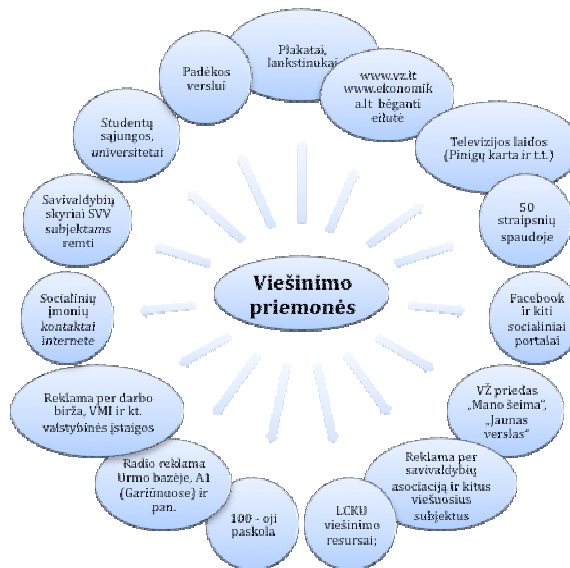 Plakatai,
lankstinukai
www.vz.lt
www.ekonomik
a.lt bėganti
eilutė
Televizijos laidos
(Pinigų karta ir t.t.)
50
straipsnių
spaudoje
Facebook
ir kiti
socialiniai
portalai
VŽ priedas
„Mano šeima“,
„Jaunas
verslas“
Reklama per
savivaldybių
asociaciją ir kitus
viešuosius
subjektus
LCKU
viešinimo
resursai;
100 - oji
paskola
Radio reklama
Urmo bazėje, A1
(Gariūnuose) ir
pan.
Reklama per darbo
birža, VMI ir kt.
valstybinės įstaigos
Socialinių
įmonių
kontaktai
internete
Savivaldybių
skyriai SVV
subjektams
remti
Studentų
sąjungos,
universitetai
Padėkos
verslui
Viešinimo
priemonės